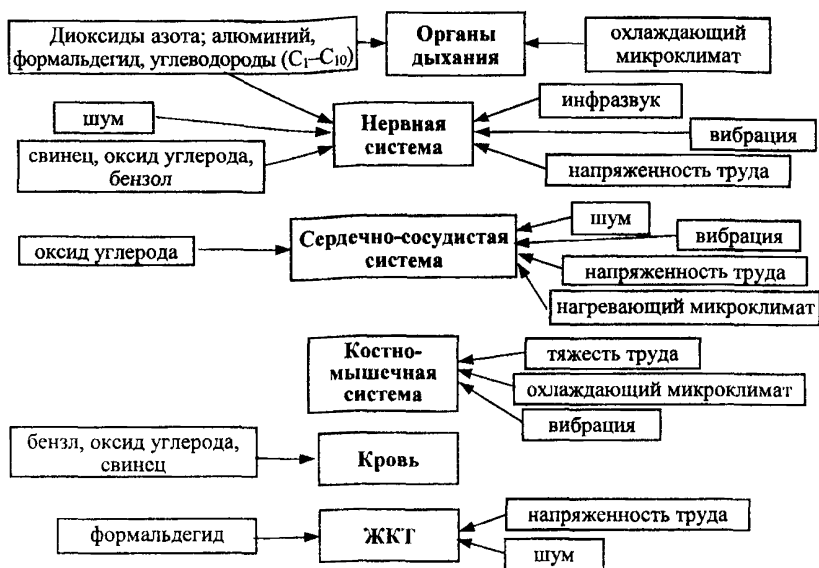 Диоксиды азота; алюминий,
формальдегид, углеводороды (C₁–C₁₀)
Органы
дыхания
охлаждающий
микроклимат
шум
свинец, оксид углерода,
бензол
Нервная
система
инфразвук
вибрация
напряженность труда
оксид углерода
Сердечно-сосудистая
система
шум
вибрация
напряженность труда
нагревающий микроклимат
Костно-
мышечная
система
тяжесть труда
охлаждающий микроклимат
вибрация
бензл, оксид углерода,
свинец
Кровь
формальдегид
ЖКТ
напряженность труда
шум